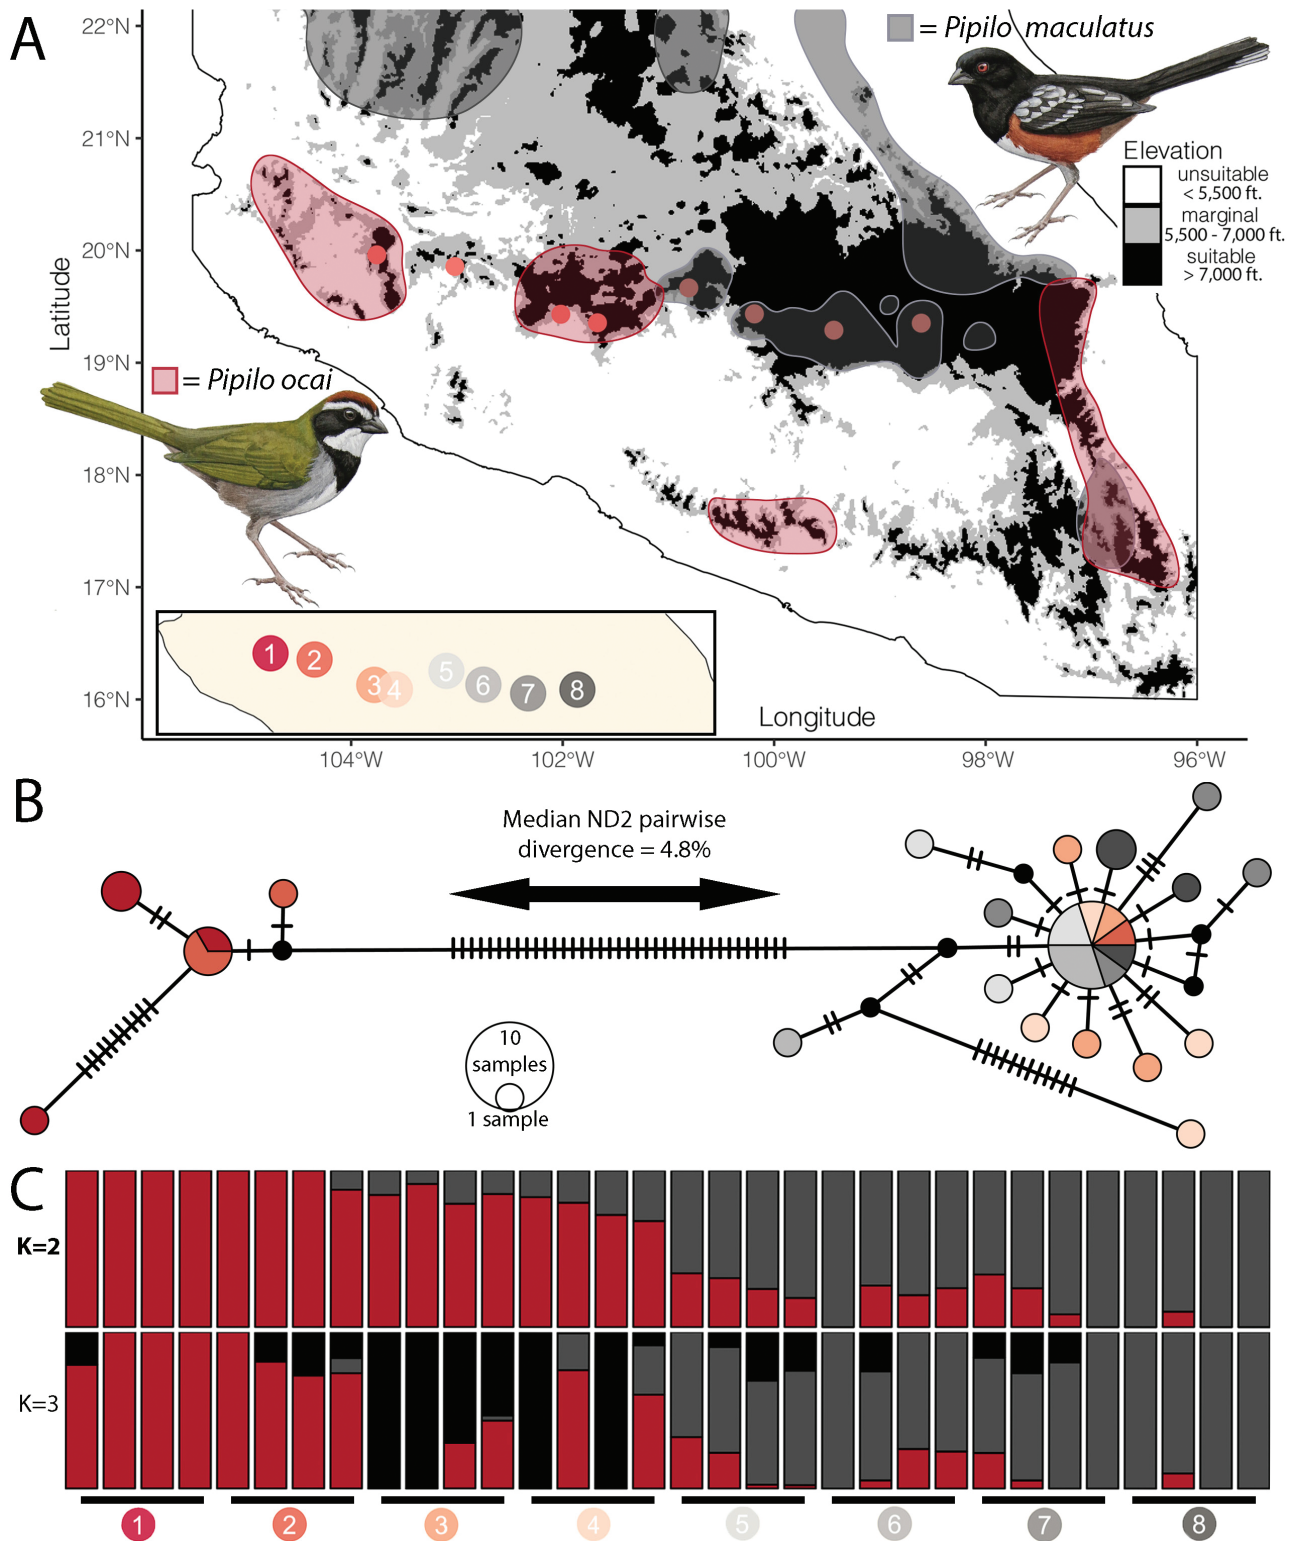 A
22°N
21°N
20°N
19°N
18°N
17°N
16°N
Latitude
= Pipilo maculatus
Elevation
unsuitable
< 5,500 ft.
marginal
5,500 - 7,000 ft.
suitable
> 7,000 ft.
= Pipilo ocai
1 2 3 4 5 6 7 8
Longitude
104°W 102°W 100°W 98°W 96°W
B
Median ND2 pairwise
divergence = 4.8%
10
samples
1 sample
C
K=2
K=3
1 2 3 4 5 6 7 8